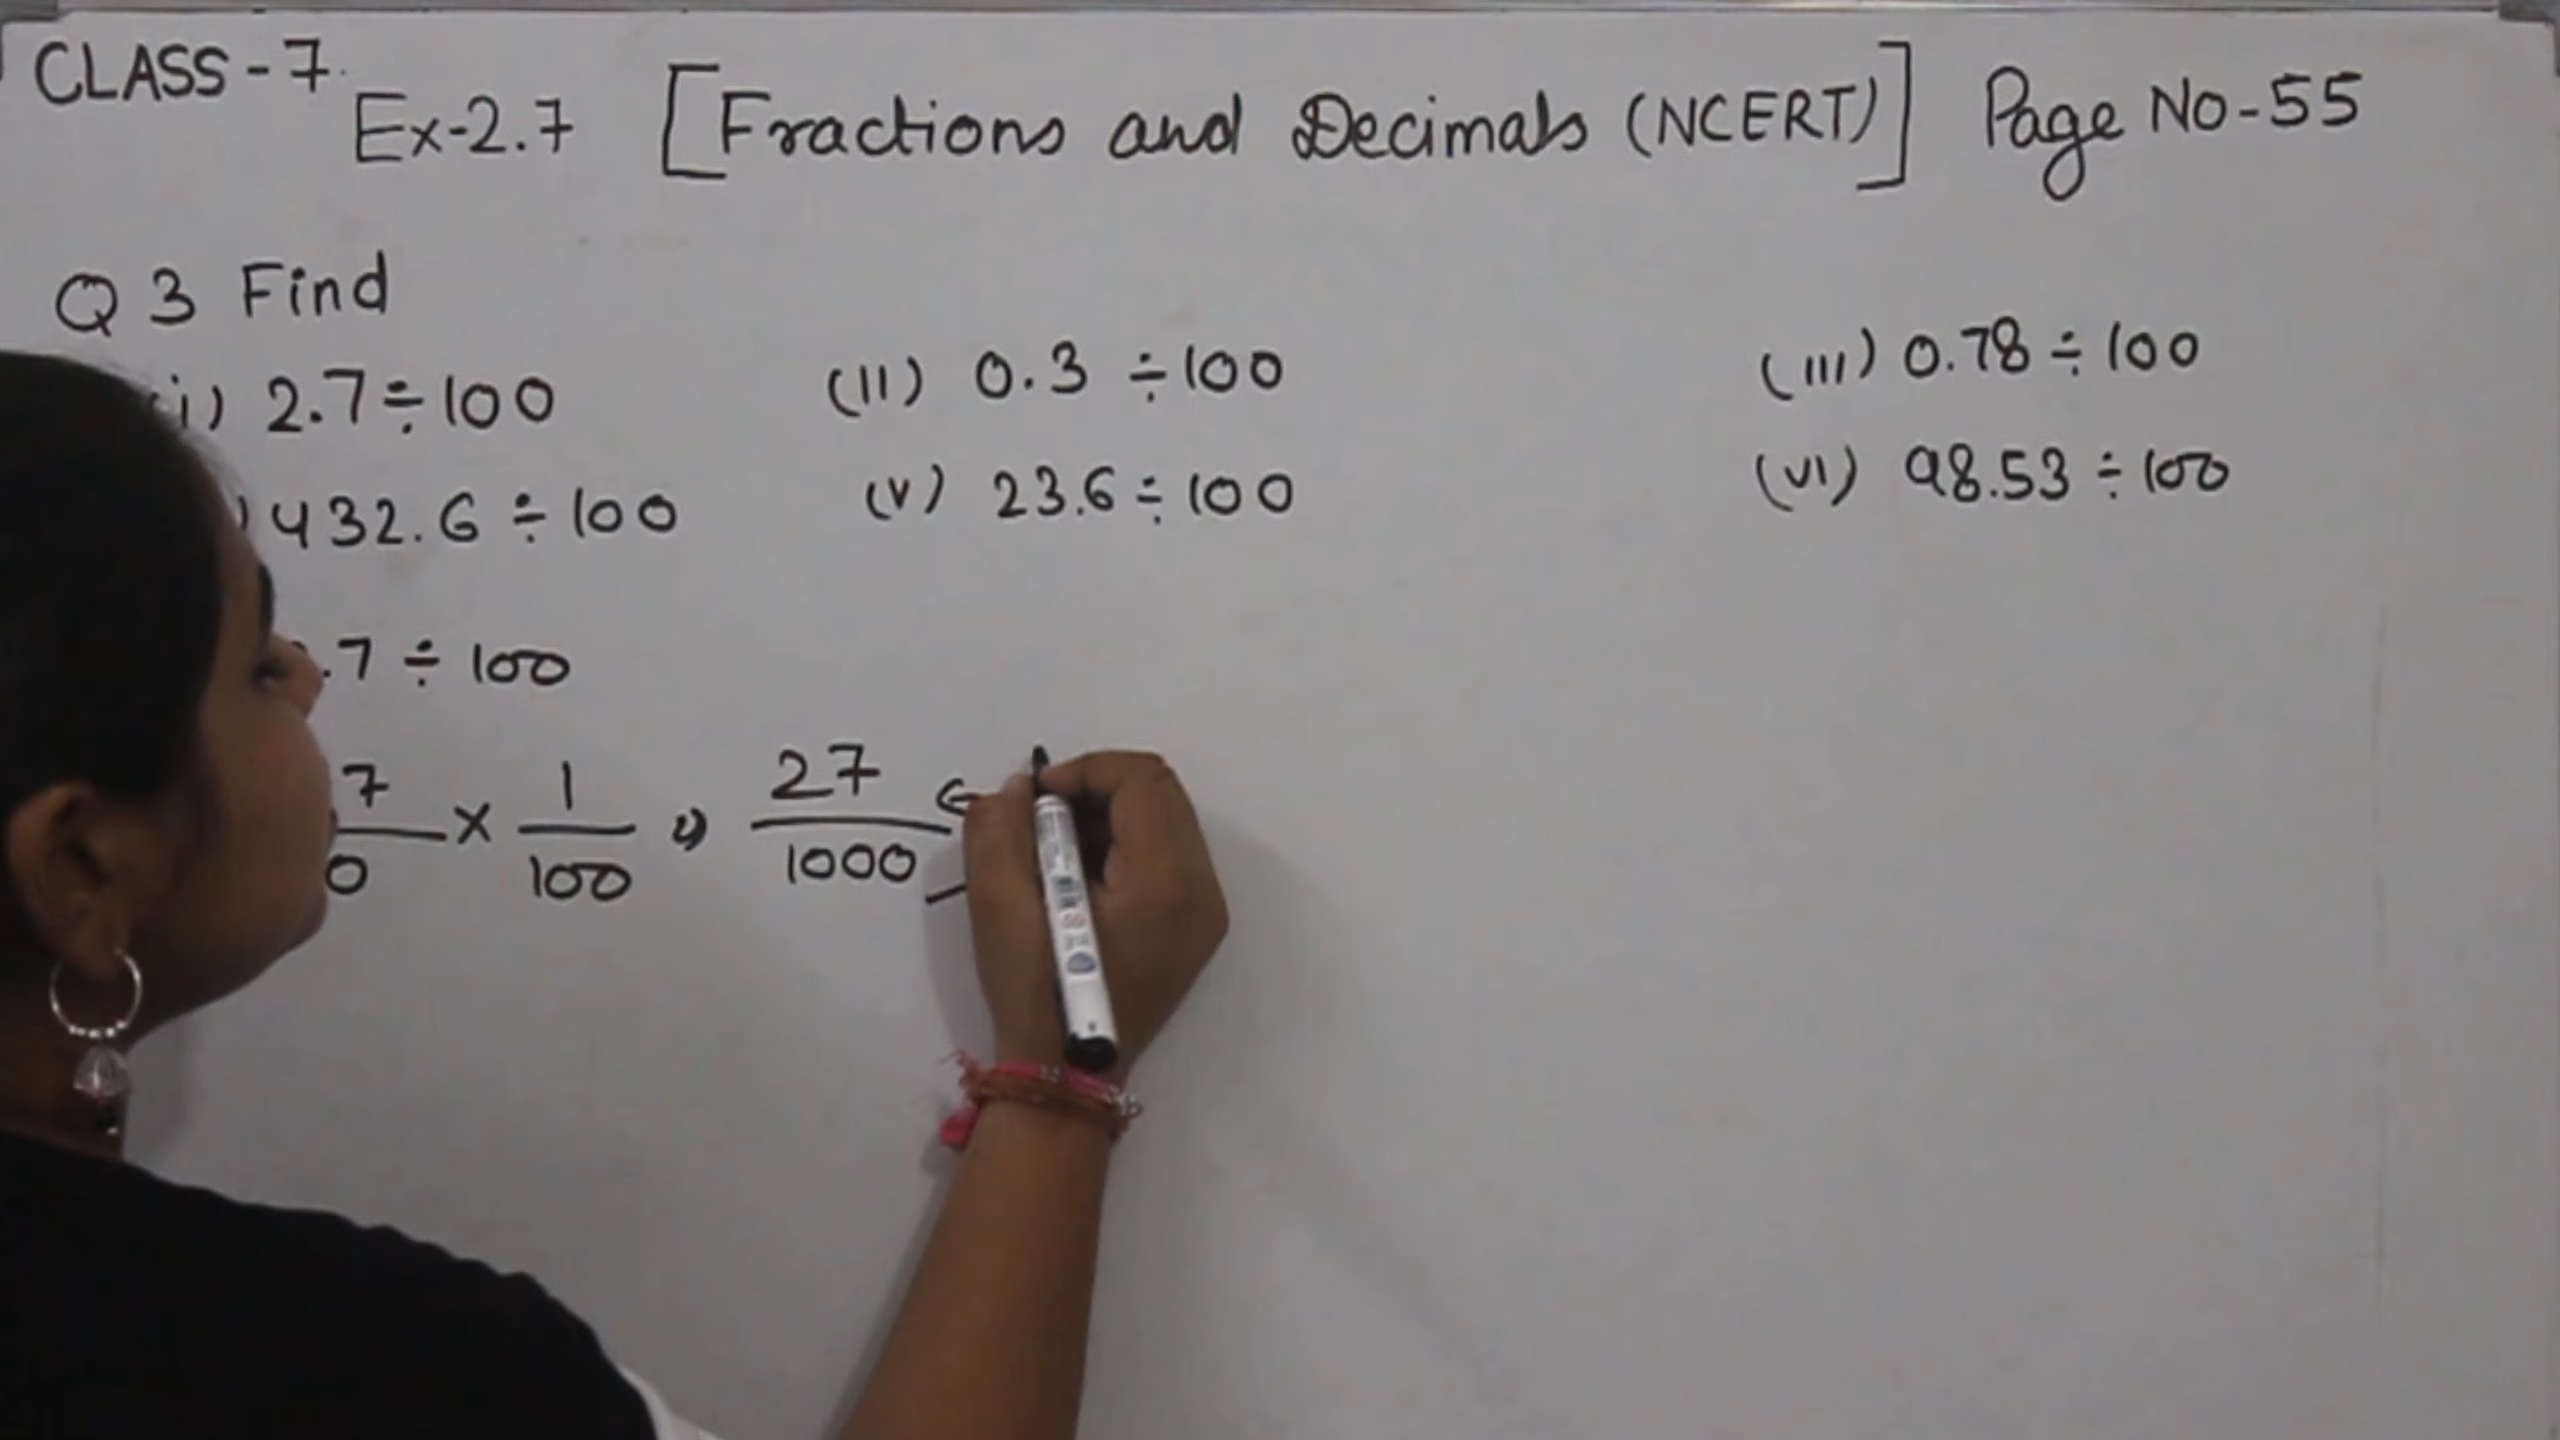 CLASS-7
Ex-2.7 [Fractions and Decimals (NCERT)] Page No-55
Q 3 Find
(i) 2.7÷100 (II) 0.3 ÷100 (III) 0.78÷100
432.6 ÷100 (V) 23.6÷100 (VI) 98.53÷100
.7 ÷ 100
7/0 × 1/100 27/1000